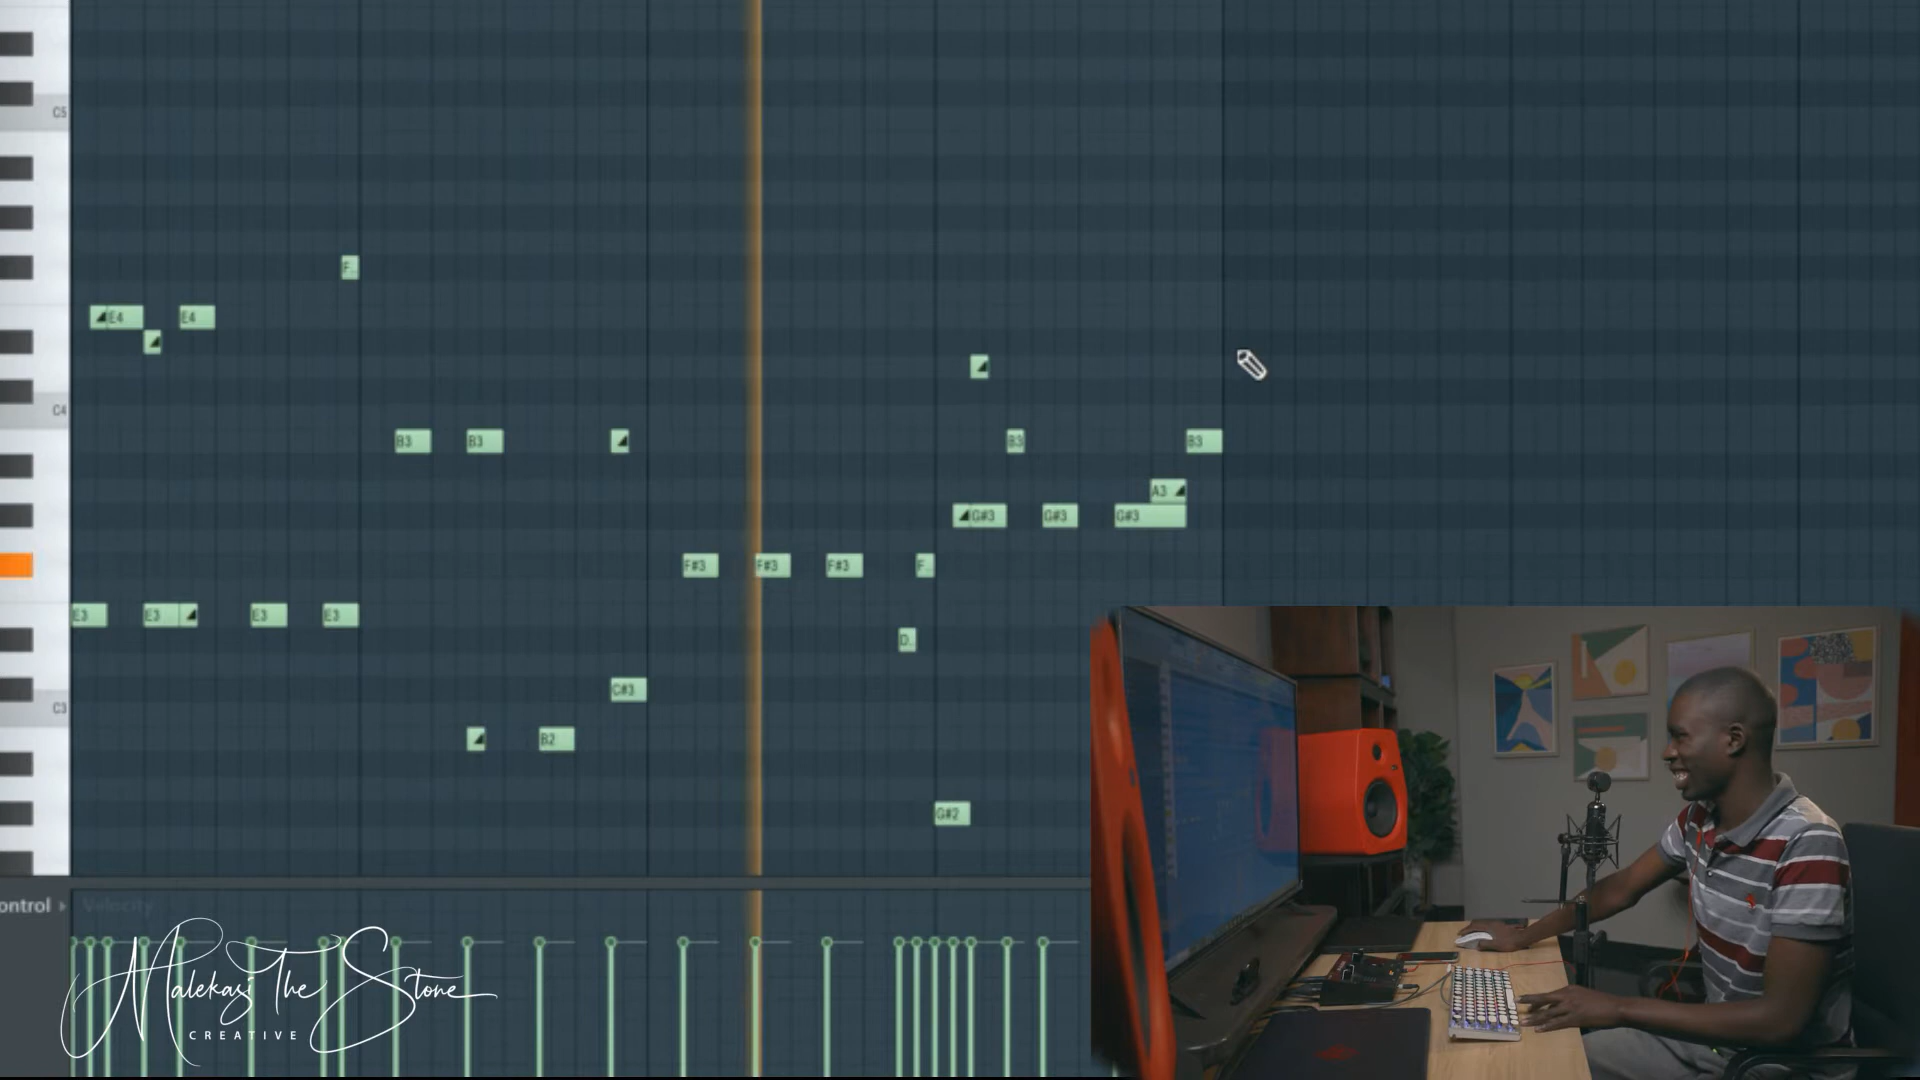 C5
F
E4 E4
C4
B3 B3 B3 B3
A3
G#3 G#3 G#3
F#3 F#3 F#3 F..
E3 E3 E3 E3
D.
C#3
C3
B2
G#2
ontrol Velocity
Malekasi The Stone
CREATIVE